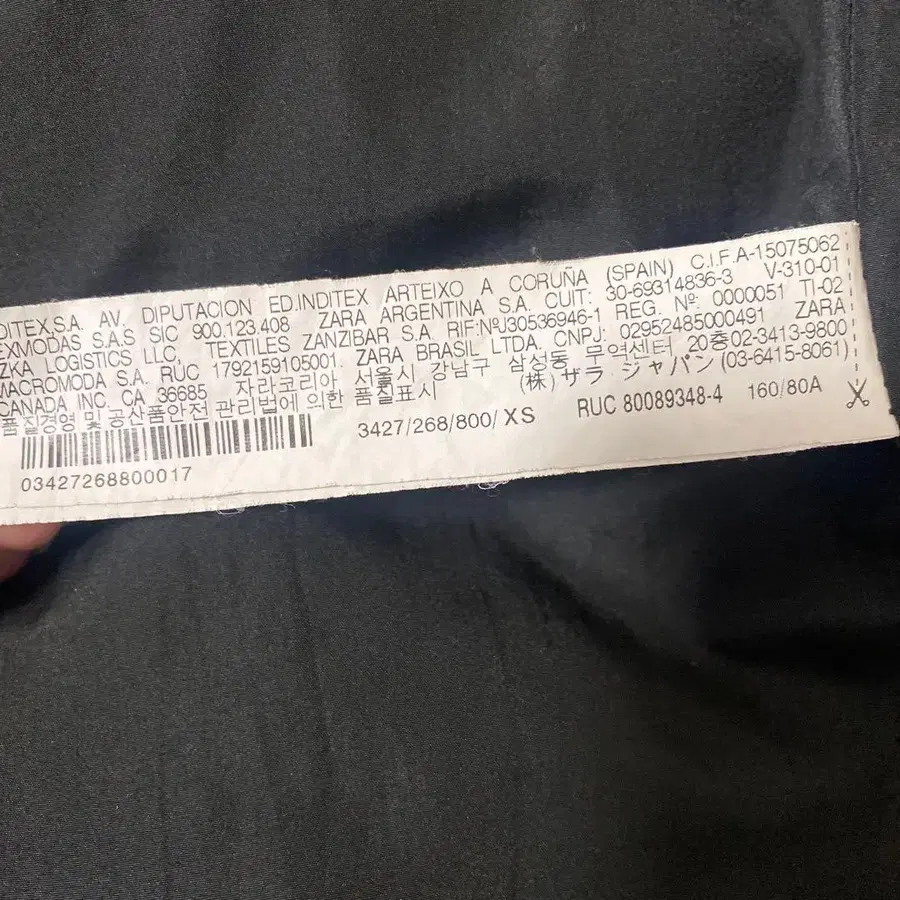 DITEX,S.A. AV. DIPUTACION ED.INDITEX ARTEIXO A CORUÑA (SPAIN) C.I.F.A-15075062
EXMODAS S.A.S SIC 900.123.408 ZARA ARGENTINA S.A. CUIT: 30-69314836-3 V-310-01
ZKA LOGISTICS LLC, TEXTILES ZANZIBAR S.A. RIF:NºJ30536946-1 REG. Nº: 0000051 TI-02
MACROMODA S.A. RUC 1792159105001. ZARA BRASIL LTDA. CNPJ: 02952485000491 ZARA
CANADA INC. CA 36685 자라코리아 서울시 강남구 삼성동 무역센터 20층02-3413-9800
품질경영 및 공산품안전 관리법에 의한 품질표시 (株) ザラ ジャパン (03-6415-8061)
3427/268/800/ XS RUC 80089348-4 160/80A
03427268800017